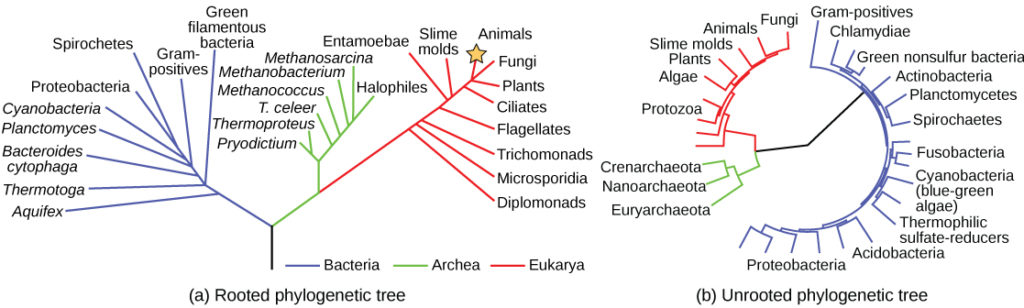 Spirochetes
Green
filamentous
bacteria
Gram-
positives
Proteobacteria
Cyanobacteria
Planctomyces
Bacteroides
cytophaga
Thermotoga
Aquifex
Methanosarcina
Methanobacterium
Methanococcus
T. celeer
Thermoproteus
Pryodictium
Halophiles
Entamoebae
Slime
molds
Animals
Fungi
Plants
Ciliates
Flagellates
Trichomonads
Microsporidia
Diplomonads
Bacteria
Archea
Eukarya
(a) Rooted phylogenetic tree
Fungi
Animals
Slime molds
Plants
Algae
Protozoa
Crenarchaeota
Nanoarchaeota
Euryarchaeota
Gram-positives
Chlamydiae
Green nonsulfur bacteria
Actinobacteria
Planctomycetes
Spirochaetes
Fusobacteria
Cyanobacteria
(blue-green
algae)
Thermophilic
sulfate-reducers
Acidobacteria
Proteobacteria
(b) Unrooted phylogenetic tree